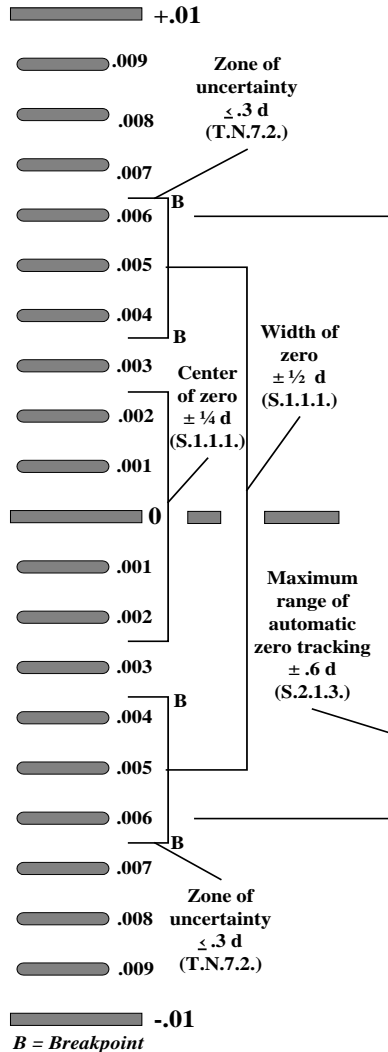 +.01
.009
Zone of
uncertainty
≤ .3 d
(T.N.7.2.)
.008
.007
B
.006
.005
.004
B
Width of
zero
± ½ d
(S.1.1.1.)
.003
Center
of zero
± ¼ d
(S.1.1.1.)
.002
.001
0
.001
Maximum
range of
automatic
zero tracking
± .6 d
(S.2.1.3.)
.002
.003
B
.004
.005
.006
B
.007
Zone of
uncertainty
≤ .3 d
(T.N.7.2.)
.008
.009
-.01
B = Breakpoint